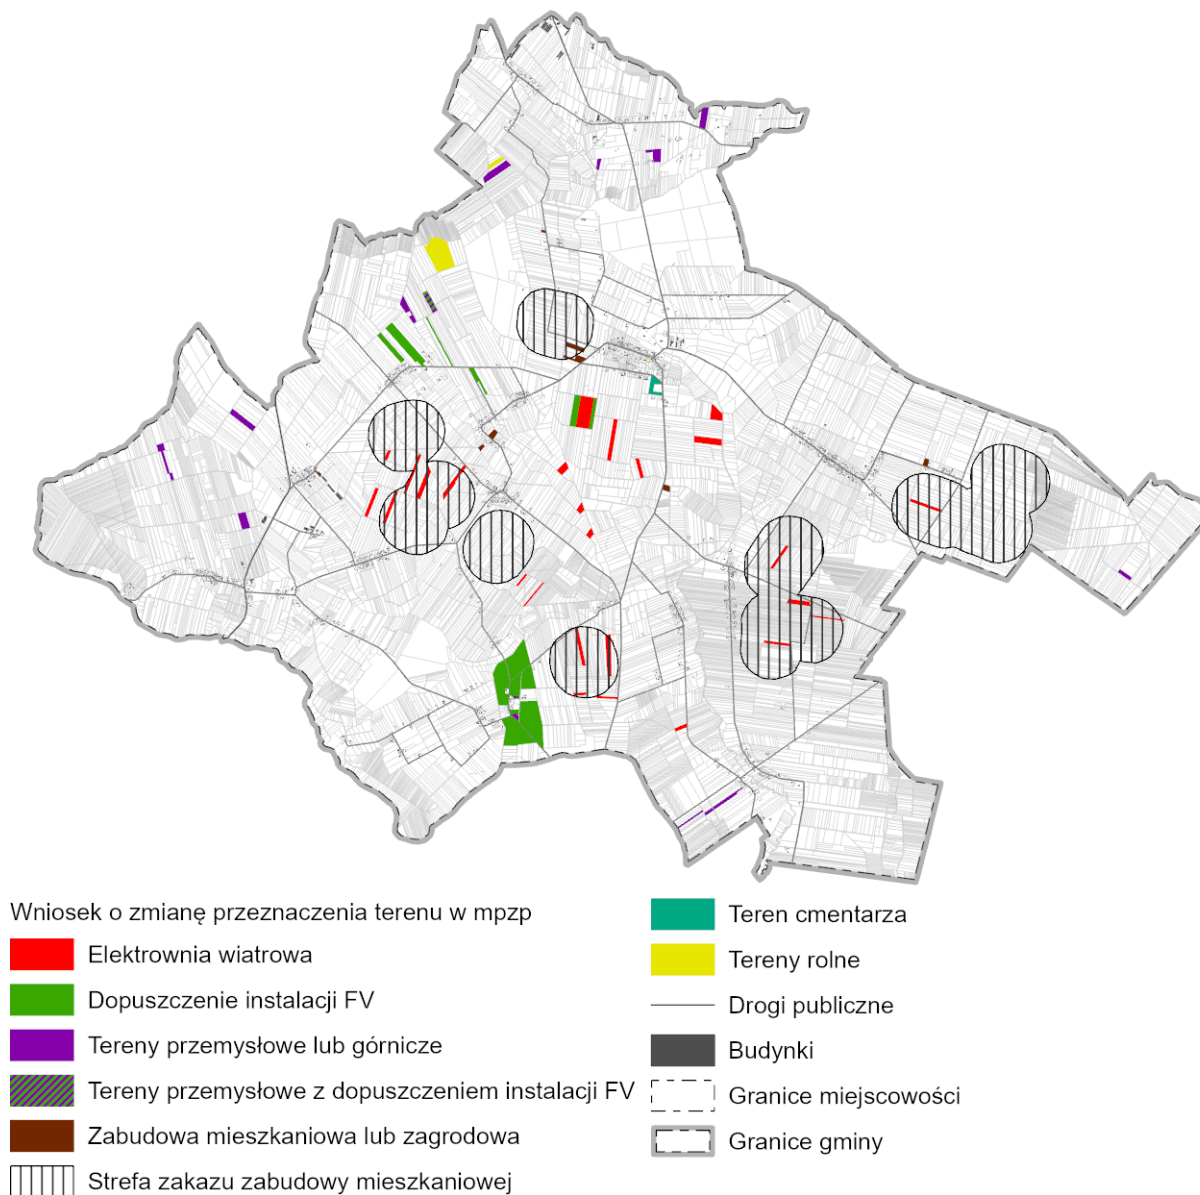 Wniosek o zmianę przeznaczenia terenu w mpzp
Elektrownia wiatrowa
Dopuszczenie instalacji FV
Tereny przemysłowe lub górnicze
Tereny przemysłowe z dopuszczeniem instalacji FV
Zabudowa mieszkaniowa lub zagrodowa
Strefa zakazu zabudowy mieszkaniowej
Teren cmentarza
Tereny rolne
Drogi publiczne
Budynki
Granice miejscowości
Granice gminy